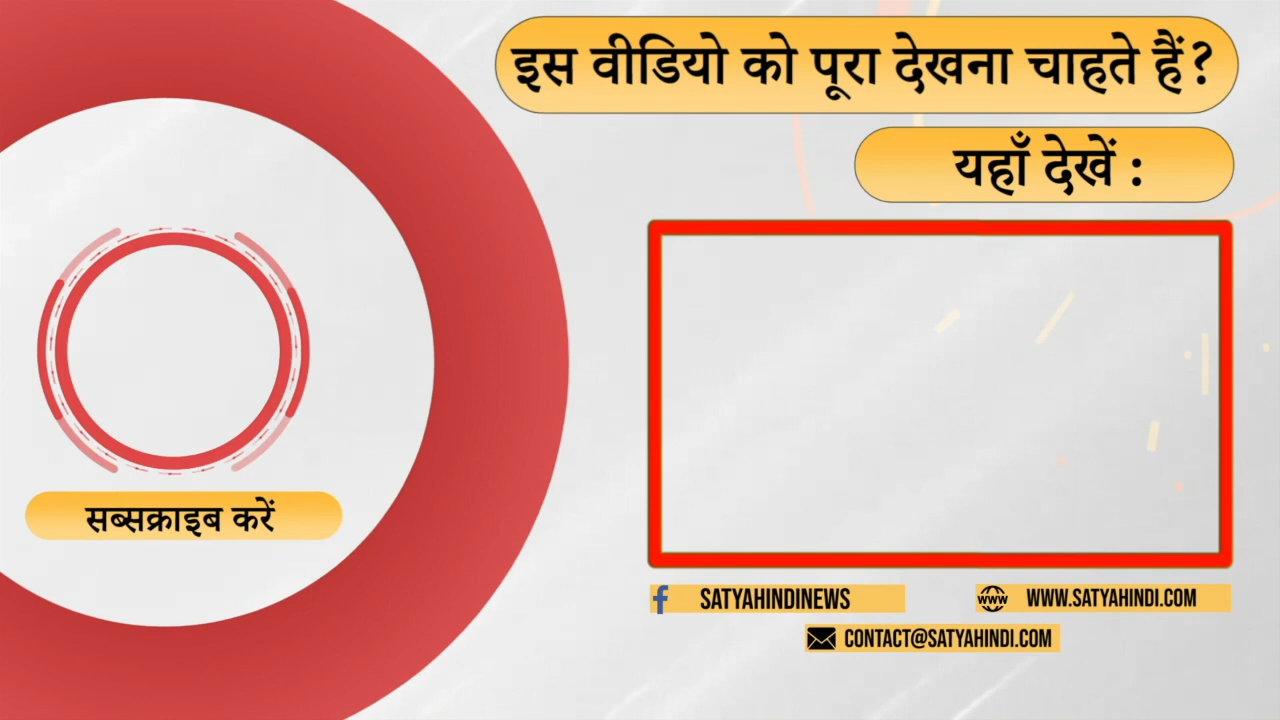 इस वीडियो को पूरा देखना चाहते हैं?
यहाँ देखें :
सब्सक्राइब करें
SATYAHINDINEWS
WWW.SATYAHINDI.COM
CONTACT@SATYAHINDI.COM